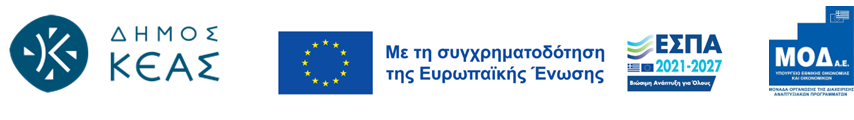 ΔΗΜΟΣ
ΚΕΑΣ
Με τη συγχρηματοδότηση
της Ευρωπαϊκής Ένωσης
ΕΣΠΑ
2021-2027
Βιώσιμη Ανάπτυξη για Όλους
ΜΟΔ Α.Ε.
ΥΠΟΥΡΓΕΙΟ ΕΘΝΙΚΗΣ ΟΙΚΟΝΟΜΙΑΣ
ΚΑΙ ΟΙΚΟΝΟΜΙΚΩΝ
ΜΟΝΑΔΑ ΟΡΓΑΝΩΣΗΣ ΤΗΣ ΔΙΑΧΕΙΡΙΣΗΣ
ΑΝΑΠΤΥΞΙΑΚΩΝ ΠΡΟΓΡΑΜΜΑΤΩΝ